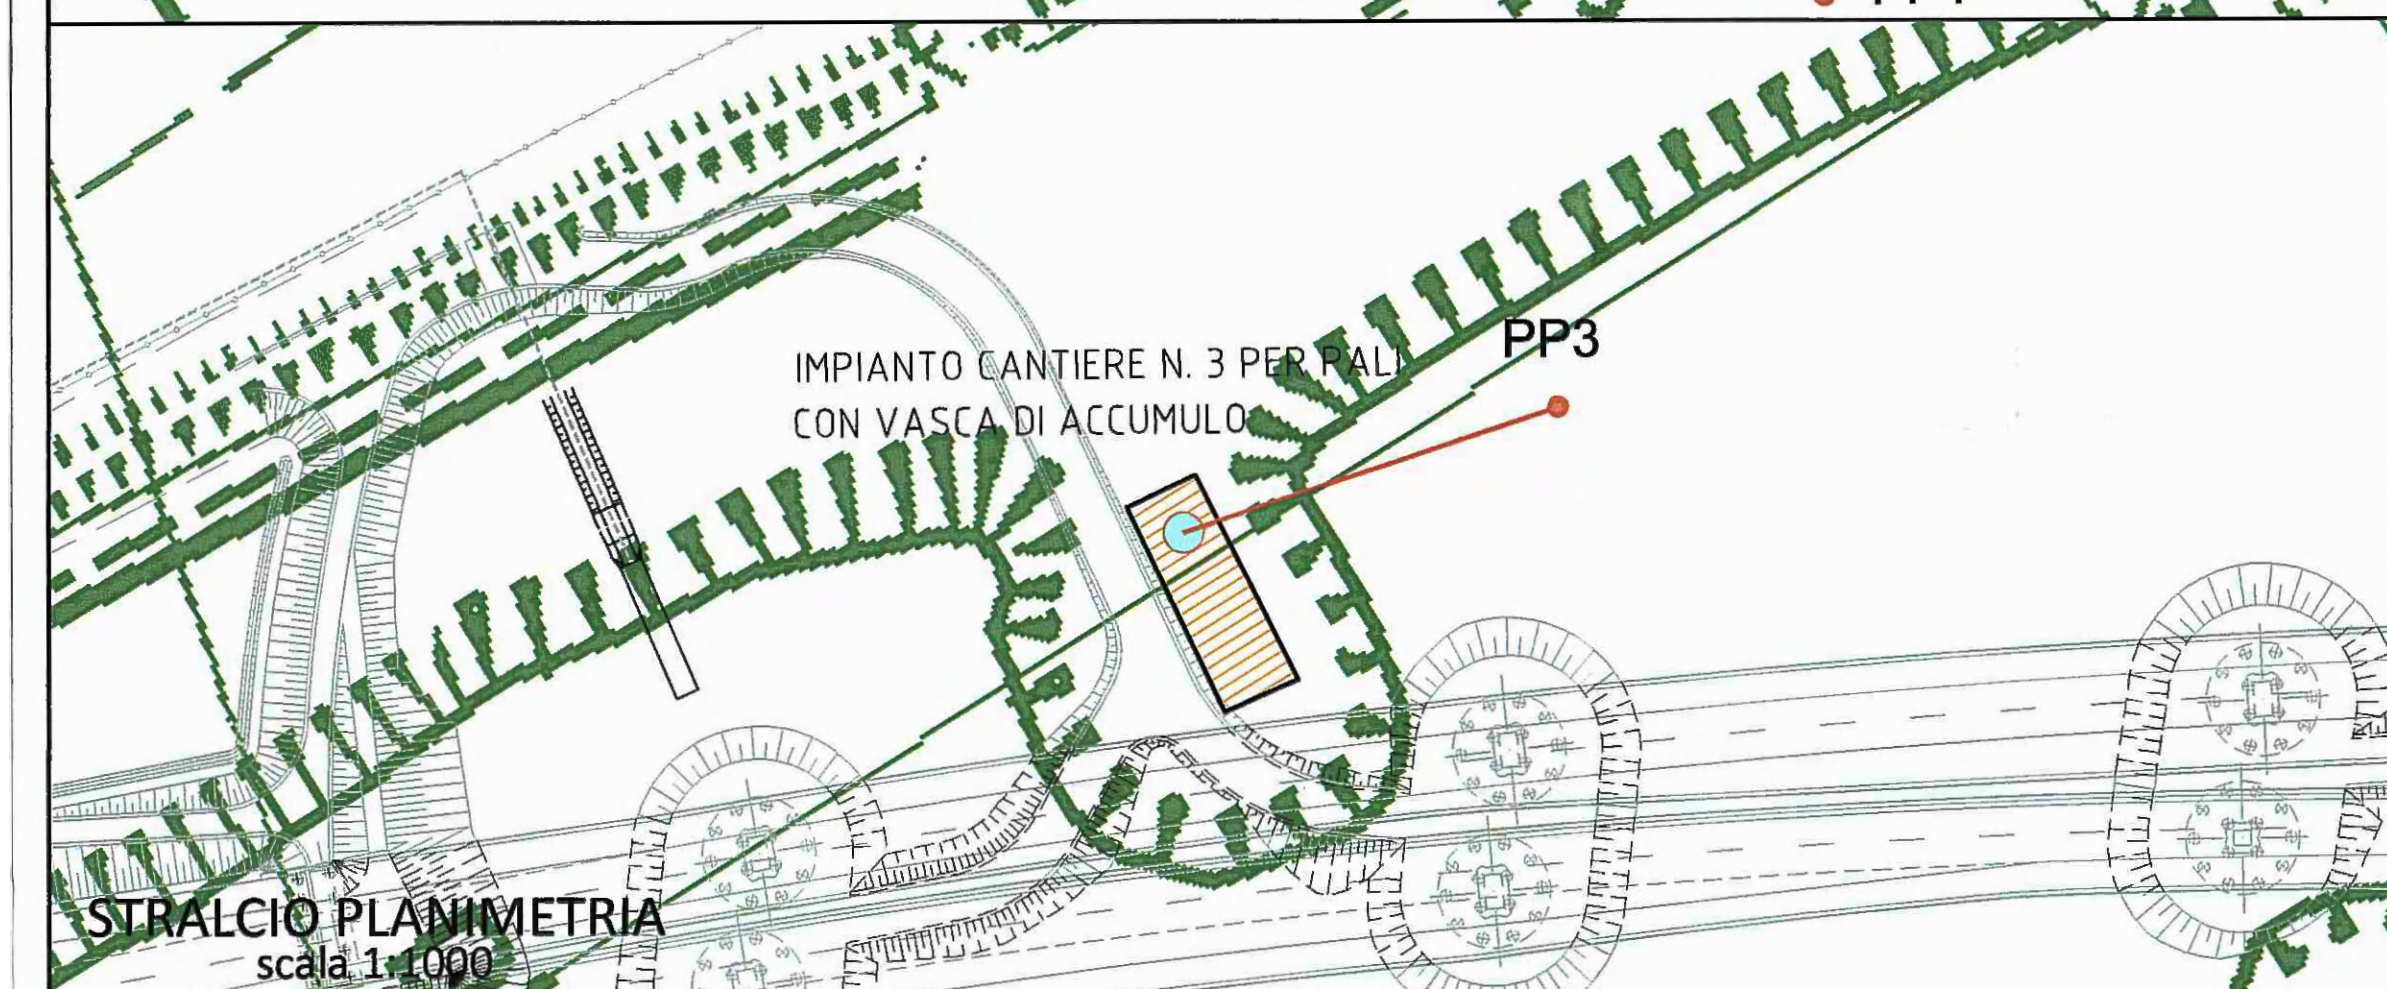 IMPIANTO CANTIERE N. 3 PER PALI
CON VASCA DI ACCUMULO
PP3
STRALCIO PLANIMETRIA
scala 1:1000